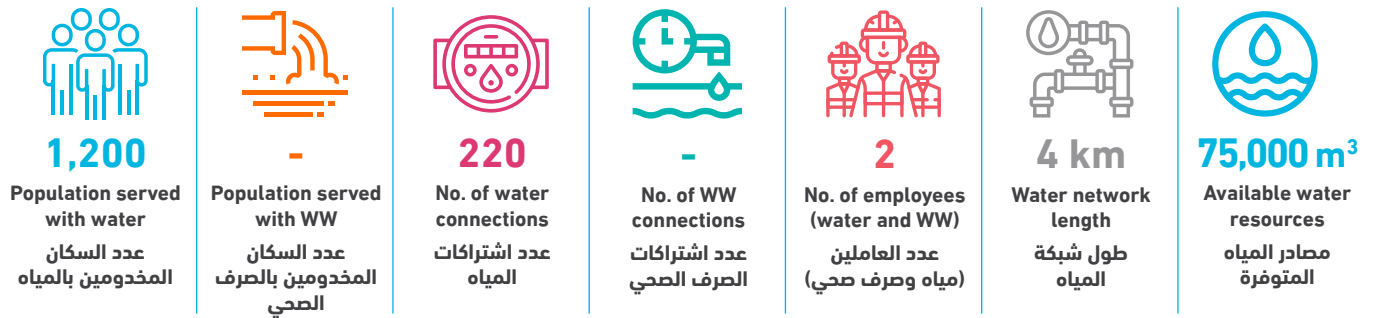 1,200
Population served
with water
عدد السكان
المخدومين بالمياه
-
Population served
with WW
عدد السكان
المخدومين بالصرف
الصحي
220
No. of water
connections
عدد اشتراكات
المياه
-
No. of WW
connections
عدد اشتراكات
الصرف الصحي
2
No. of employees
(water and WW)
عدد العاملين
(مياه وصرف صحي)
4 km
Water network
length
طول شبكة
المياه
75,000 m³
Available water
resources
مصادر المياه
المتوفرة